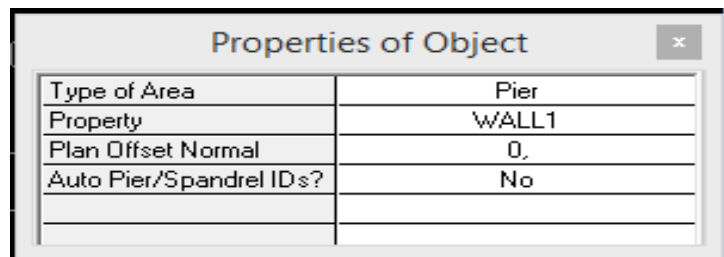 Properties of Object
x
Type of Area Pier
Property WALL1
Plan Offset Normal 0,
Auto Pier/Spandrel IDs? No